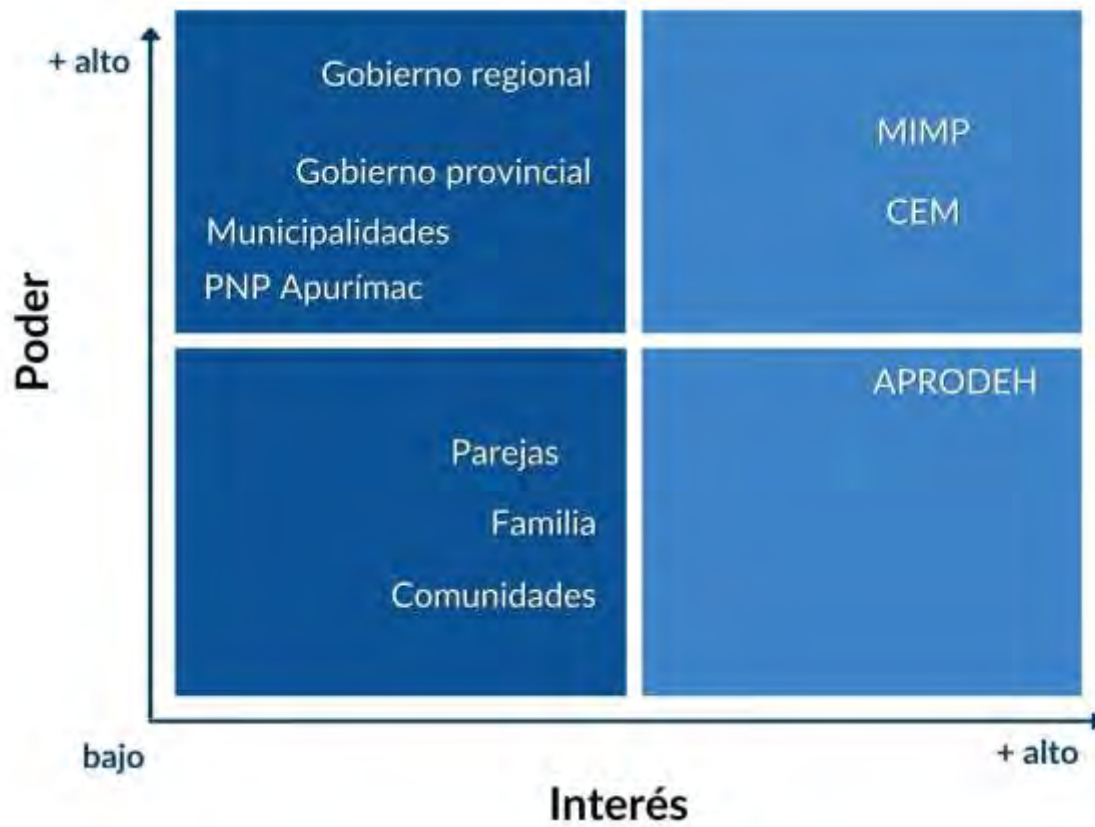 + alto
Gobierno regional
MIMP
Gobierno provincial
CEM
Municipalidades
PNP Apurímac
Poder
APRODEH
Parejas
Familia
Comunidades
bajo
+ alto
Interés